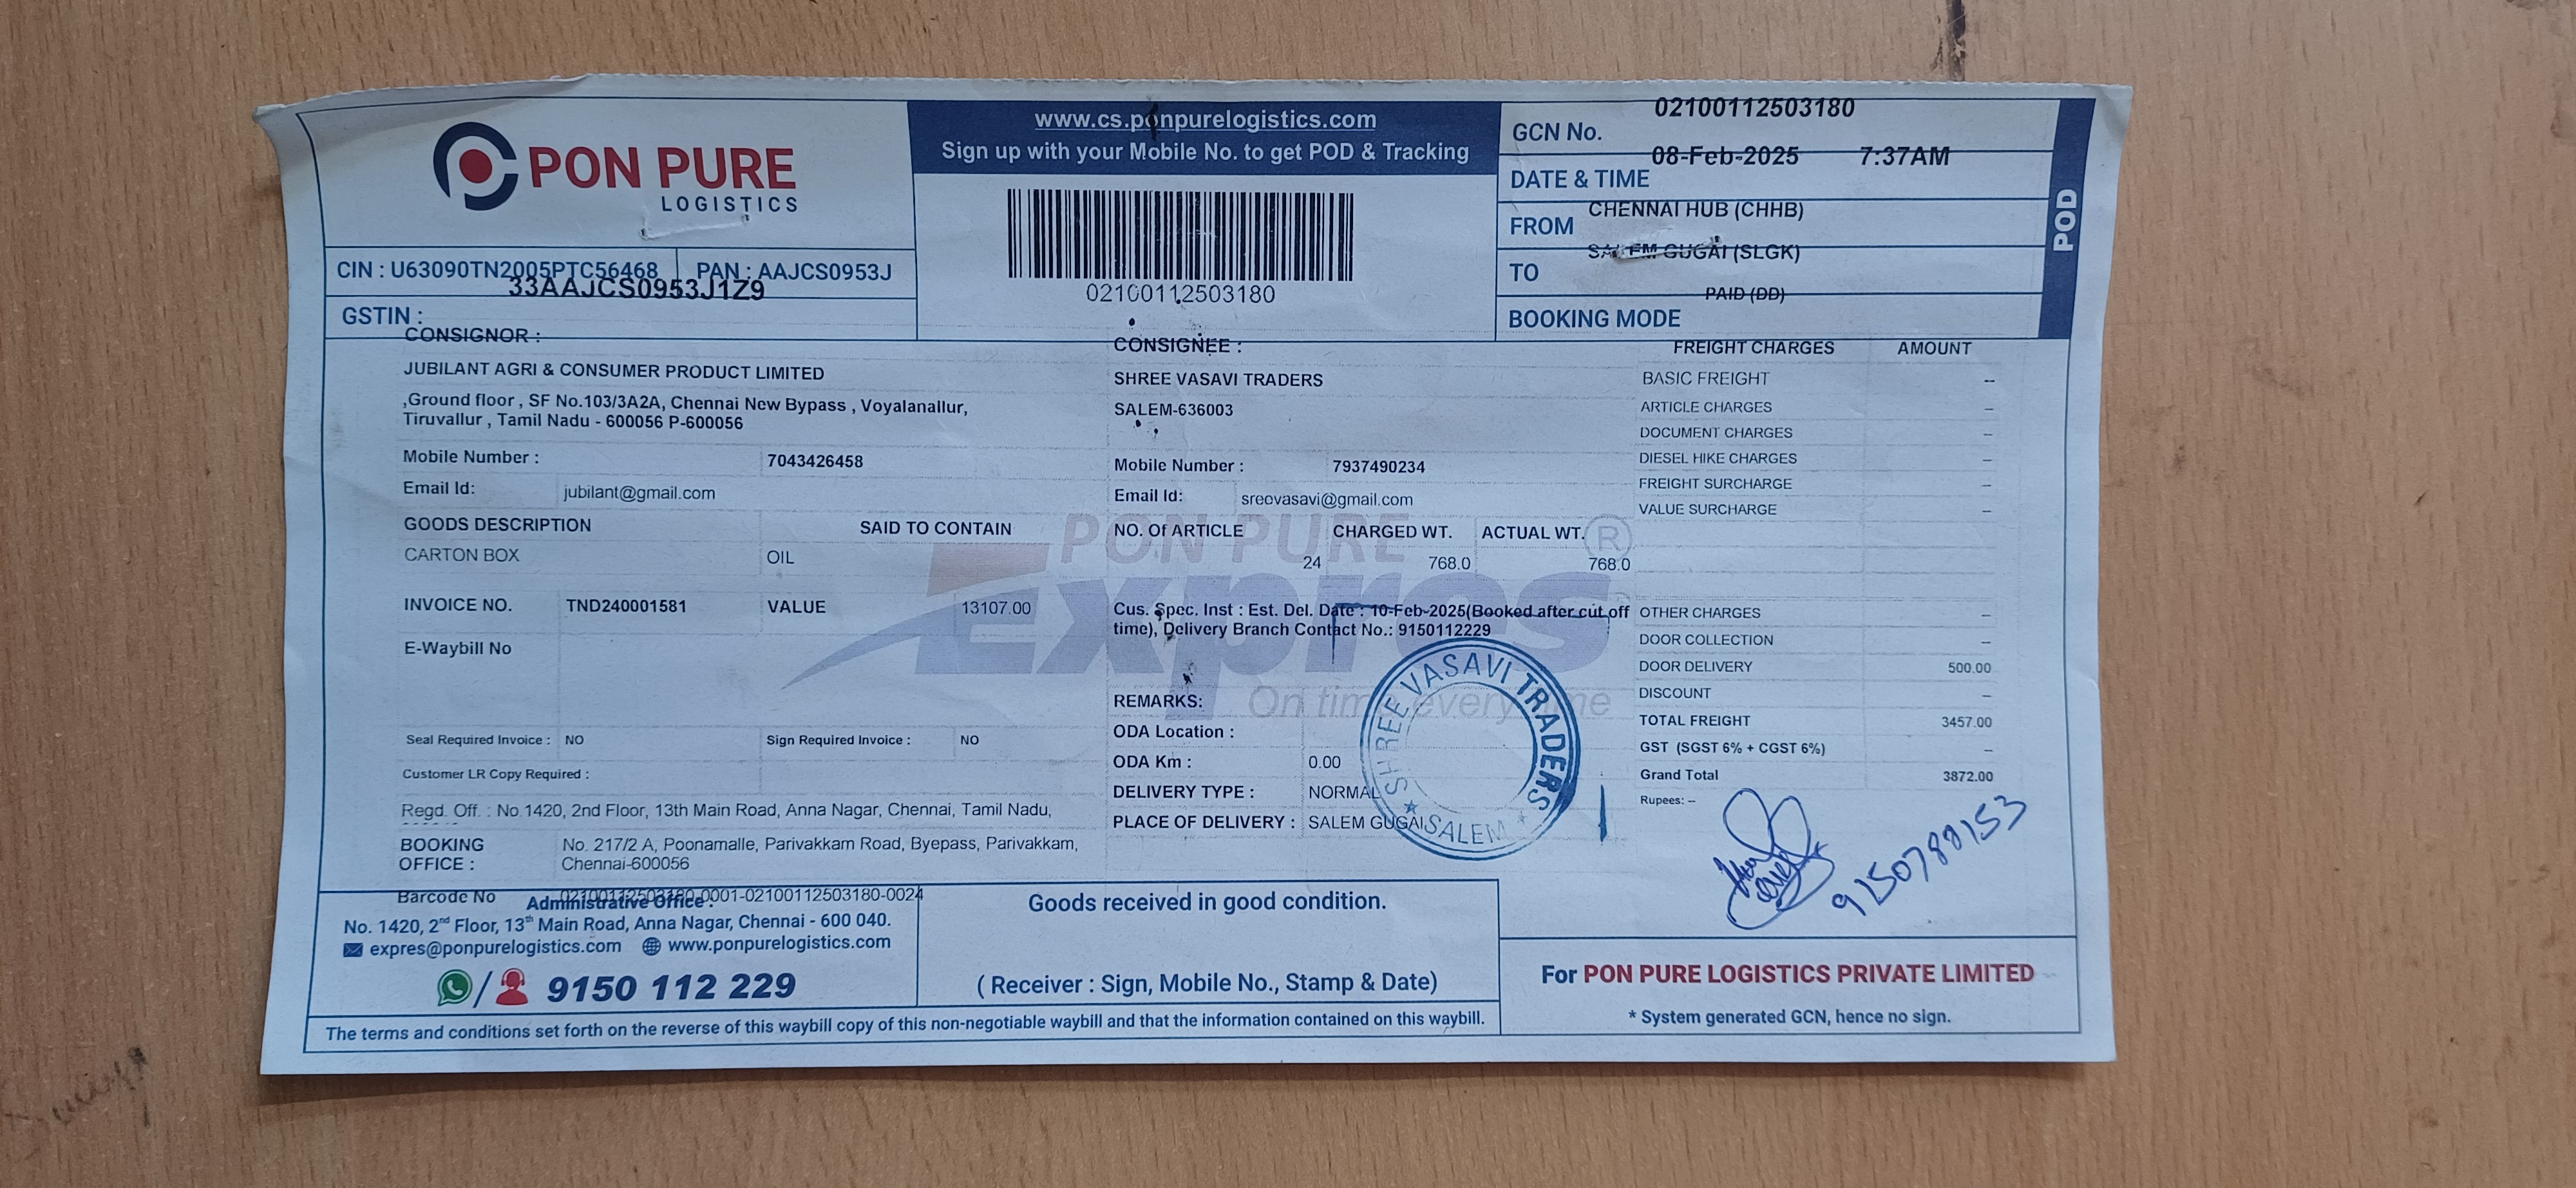 PON PURE
LOGISTICS
CIN : U63090TN2005PTC56468 PAN : AAJCS0953J
33AAJCS0953J1Z9
GSTIN :
www.cs.ponpurelogistics.com
Sign up with your Mobile No. to get POD & Tracking
02100112503180
02100112503180
GCN No.
08-Feb-2025 7:37AM
DATE & TIME
CHENNAI HUB (CHHB)
FROM
SALEM GUGAI (SLGK)
TO
PAID (DD)
BOOKING MODE
POD
CONSIGNOR :
JUBILANT AGRI & CONSUMER PRODUCT LIMITED
,Ground floor , SF No.103/3A2A, Chennai New Bypass , Voyalanallur,
Tiruvallur , Tamil Nadu - 600056 P-600056
Mobile Number : 7043426458
Email Id: jubilant@gmail.com
GOODS DESCRIPTION SAID TO CONTAIN
CARTON BOX OIL
INVOICE NO. TND240001581 VALUE 13107.00
E-Waybill No
Seal Required Invoice : NO Sign Required Invoice : NO
Customer LR Copy Required :
Regd. Off. : No.1420, 2nd Floor, 13th Main Road, Anna Nagar, Chennai, Tamil Nadu,
BOOKING OFFICE : No. 217/2 A, Poonamalle, Parivakkam Road, Byepass, Parivakkam,
Chennai-600056
Barcode No 02100112503180-0001-02100112503180-0024
CONSIGNEE :
SHREE VASAVI TRADERS
SALEM-636003
Mobile Number : 7937490234
Email Id: sreevasavi@gmail.com
NO. Of ARTICLE CHARGED WT. ACTUAL WT.
24 768.0 768.0
PON PURE ®
Expres
On time every time
Cus. Spec. Inst : Est. Del. Date : 10-Feb-2025(Booked after cut off
time), Delivery Branch Contact No.: 9150112229
REMARKS:
ODA Location :
ODA Km : 0.00
DELIVERY TYPE : NORMAL
PLACE OF DELIVERY : SALEM GUGAI
SHREE VASAVI TRADERS
★ SALEM ★
FREIGHT CHARGES AMOUNT
BASIC FREIGHT --
ARTICLE CHARGES --
DOCUMENT CHARGES --
DIESEL HIKE CHARGES --
FREIGHT SURCHARGE --
VALUE SURCHARGE --
OTHER CHARGES --
DOOR COLLECTION --
DOOR DELIVERY 500.00
DISCOUNT --
TOTAL FREIGHT 3457.00
GST (SGST 6% + CGST 6%) --
Grand Total 3872.00
Rupees: --
Administrative Office :
No. 1420, 2nd Floor, 13th Main Road, Anna Nagar, Chennai - 600 040.
expres@ponpurelogistics.com www.ponpurelogistics.com
9150 112 229
Goods received in good condition.
( Receiver : Sign, Mobile No., Stamp & Date)
For PON PURE LOGISTICS PRIVATE LIMITED
* System generated GCN, hence no sign.
The terms and conditions set forth on the reverse of this waybill copy of this non-negotiable waybill and that the information contained on this waybill.